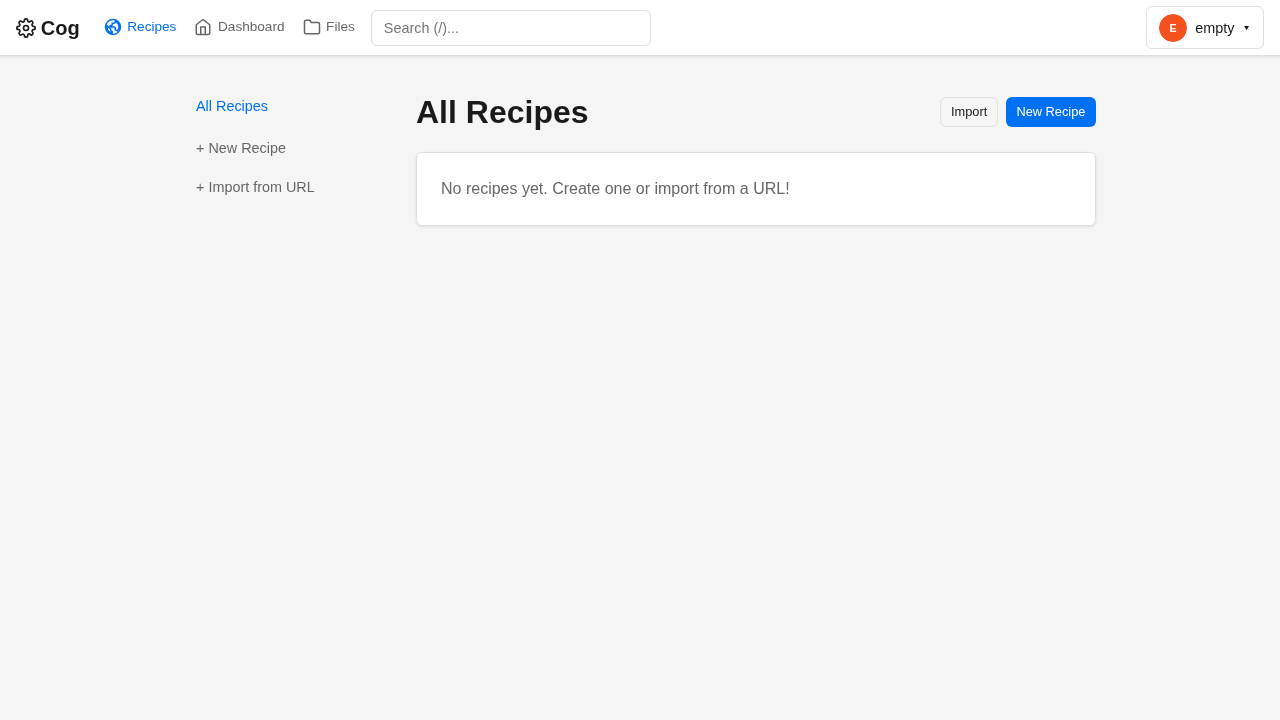 Cog
Recipes
Dashboard
Files
Search (/)...
E
empty
All Recipes
+ New Recipe
+ Import from URL
All Recipes
Import
New Recipe
No recipes yet. Create one or import from a URL!